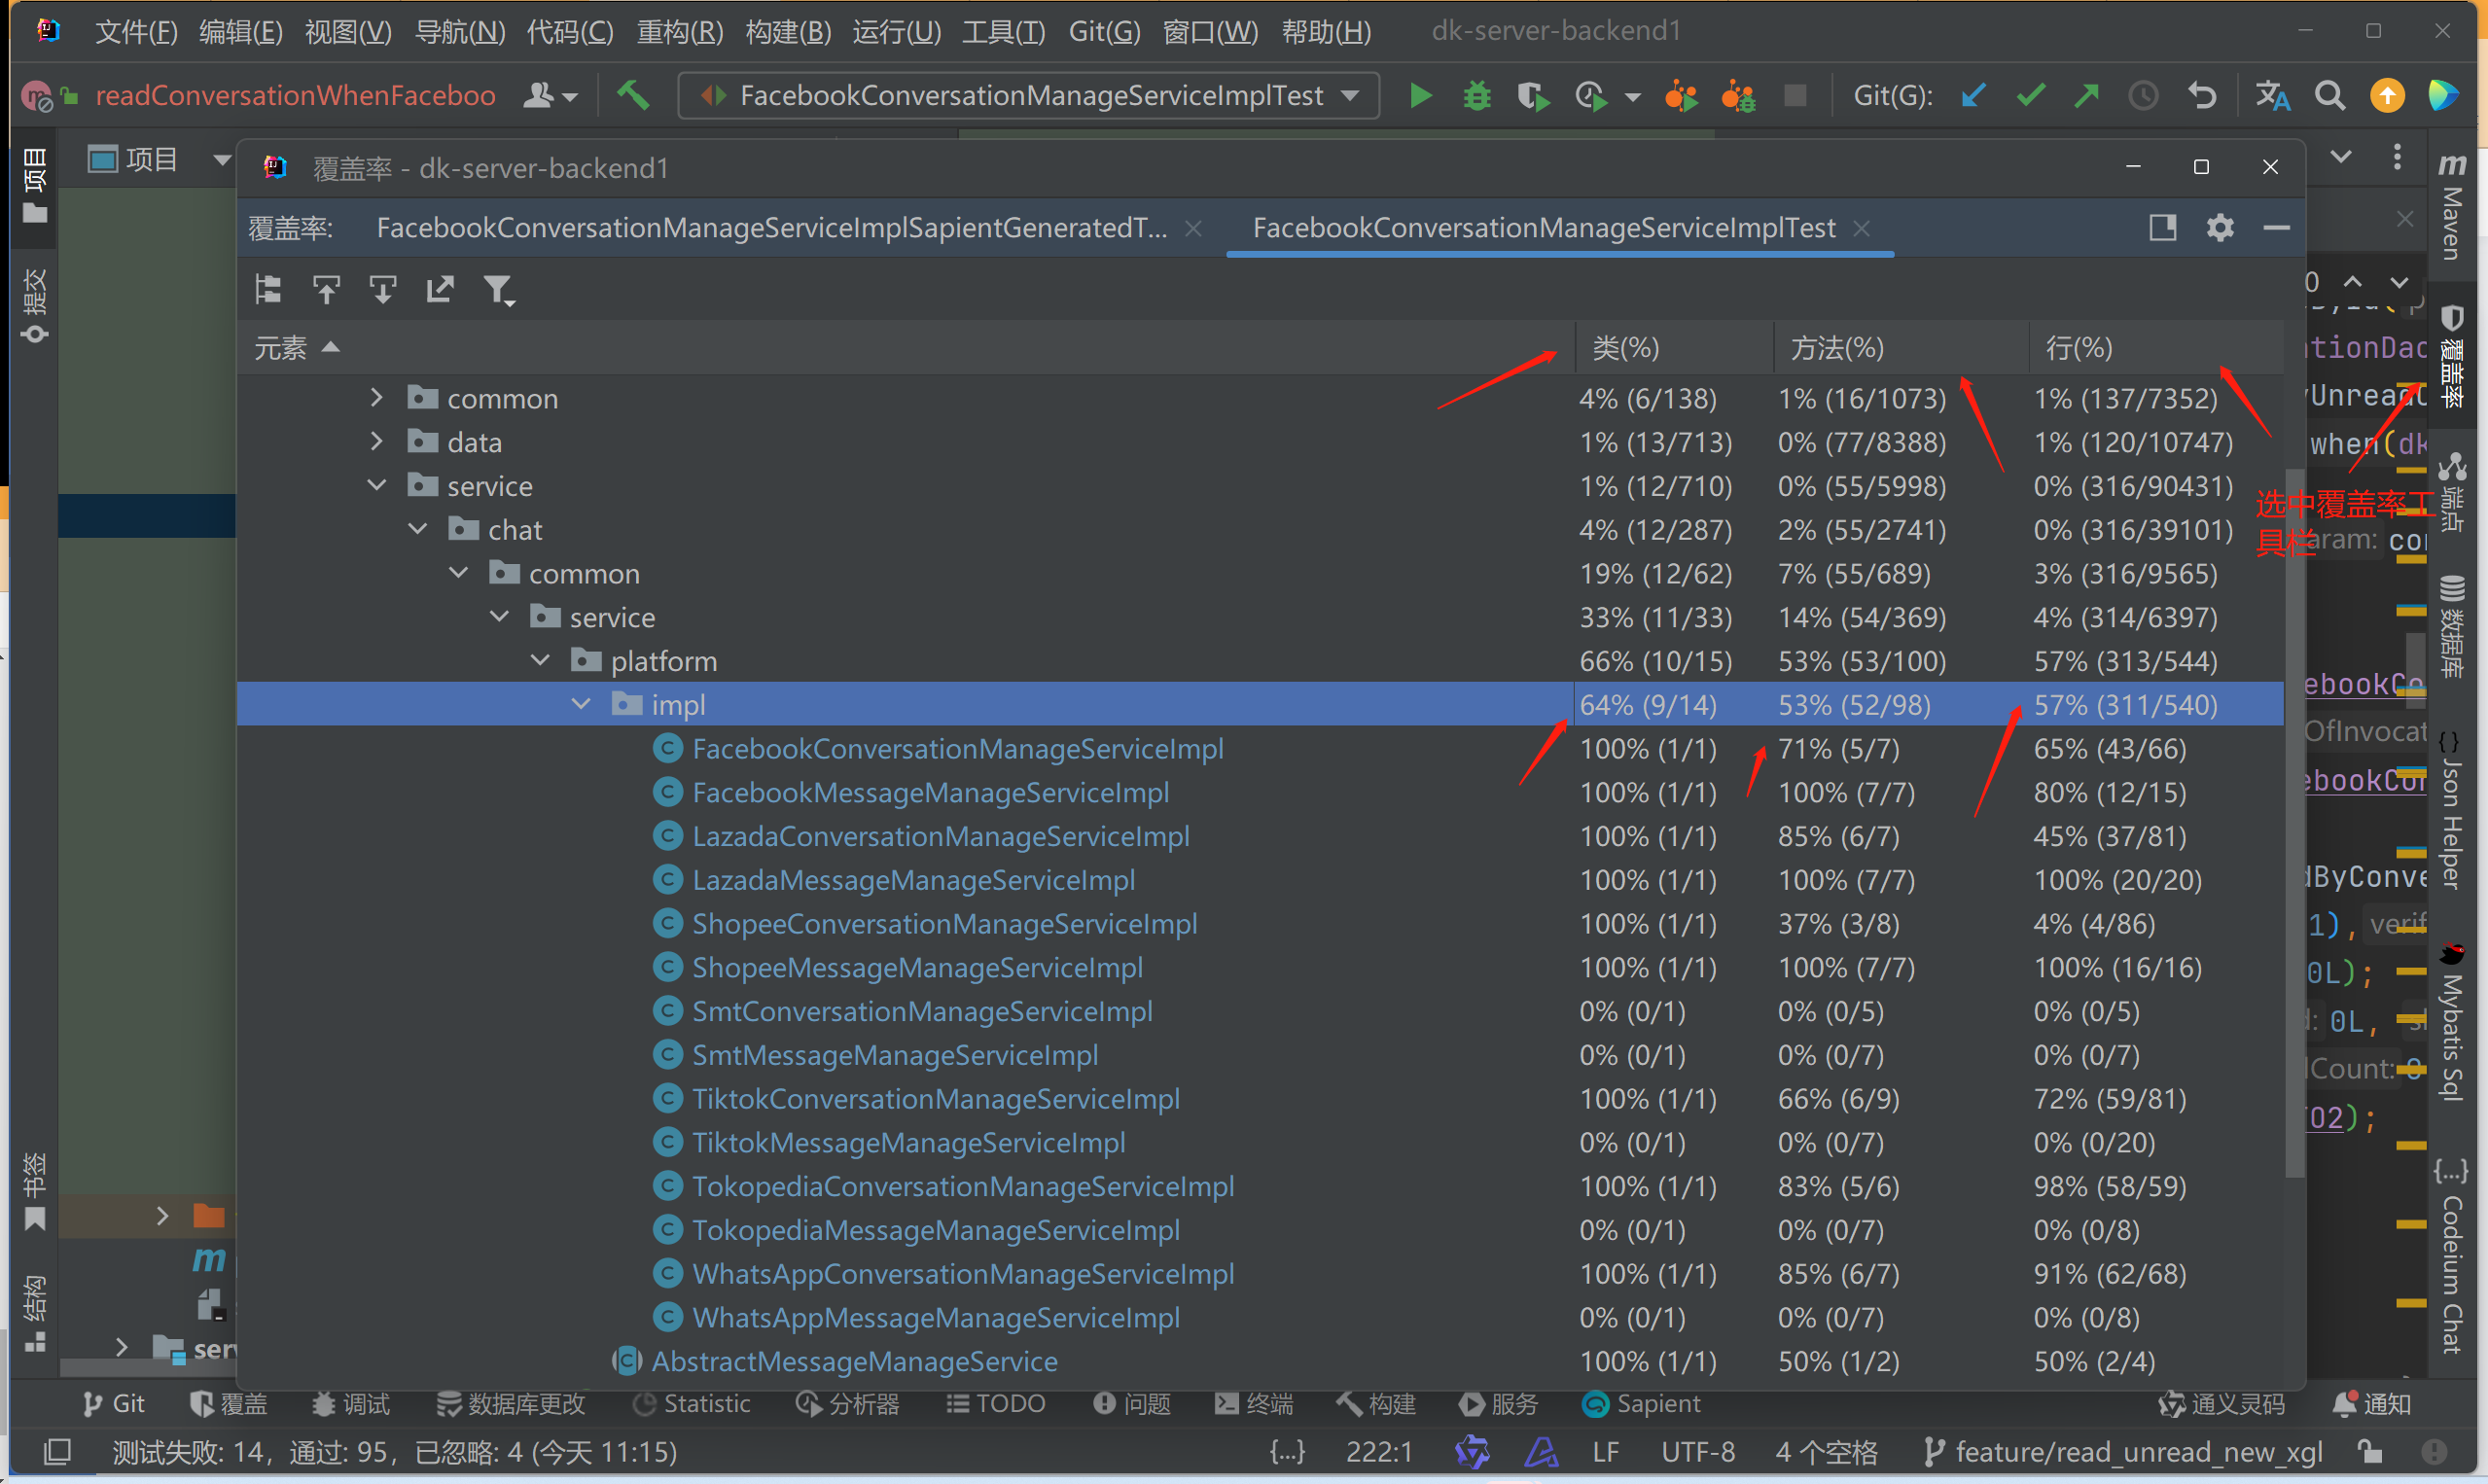 文件(F) 编辑(E) 视图(V) 导航(N) 代码(C) 重构(R) 构建(B) 运行(U) 工具(T) Git(G) 窗口(W) 帮助(H) dk-server-backend1
readConversationWhenFaceboo FacebookConversationManageServiceImplTest Git(G):
项目
项目
提交
书签
结构
覆盖率 - dk-server-backend1
覆盖率: FacebookConversationManageServiceImplSapientGeneratedT... FacebookConversationManageServiceImplTest
元素 类(%) 方法(%) 行(%)
common 4% (6/138) 1% (16/1073) 1% (137/7352)
data 1% (13/713) 0% (77/8388) 1% (120/10747)
service 1% (12/710) 0% (55/5998) 0% (316/90431)
chat 4% (12/287) 2% (55/2741) 0% (316/39101)
common 19% (12/62) 7% (55/689) 3% (316/9565)
service 33% (11/33) 14% (54/369) 4% (314/6397)
platform 66% (10/15) 53% (53/100) 57% (313/544)
impl 64% (9/14) 53% (52/98) 57% (311/540)
FacebookConversationManageServiceImpl 100% (1/1) 71% (5/7) 65% (43/66)
FacebookMessageManageServiceImpl 100% (1/1) 100% (7/7) 80% (12/15)
LazadaConversationManageServiceImpl 100% (1/1) 85% (6/7) 45% (37/81)
LazadaMessageManageServiceImpl 100% (1/1) 100% (7/7) 100% (20/20)
ShopeeConversationManageServiceImpl 100% (1/1) 37% (3/8) 4% (4/86)
ShopeeMessageManageServiceImpl 100% (1/1) 100% (7/7) 100% (16/16)
SmtConversationManageServiceImpl 0% (0/1) 0% (0/5) 0% (0/5)
SmtMessageManageServiceImpl 0% (0/1) 0% (0/7) 0% (0/7)
TiktokConversationManageServiceImpl 100% (1/1) 66% (6/9) 72% (59/81)
TiktokMessageManageServiceImpl 0% (0/1) 0% (0/7) 0% (0/20)
TokopediaConversationManageServiceImpl 100% (1/1) 83% (5/6) 98% (58/59)
TokopediaMessageManageServiceImpl 0% (0/1) 0% (0/7) 0% (0/8)
WhatsAppConversationManageServiceImpl 100% (1/1) 85% (6/7) 91% (62/68)
WhatsAppMessageManageServiceImpl 0% (0/1) 0% (0/7) 0% (0/8)
AbstractMessageManageService 100% (1/1) 50% (1/2) 50% (2/4)
选中覆盖率工
具栏
tionDac
yUnread
when(dk
aram: co
ebookCo
OfInvocat
ebookCo
dByConve
1), verif
0L);
0L,
lCount: 0
TO2);
Maven
覆盖率
端点
数据库
Json Helper
Mybatis Sql
Codeium Chat
ser
Git 覆盖 调试 数据库更改 Statistic 分析器 TODO 问题 终端 构建 服务 Sapient 通义灵码 通知
测试失败: 14, 通过: 95, 已忽略: 4 (今天 11:15) {...} 222:1 LF UTF-8 4 个空格 feature/read_unread_new_xgl